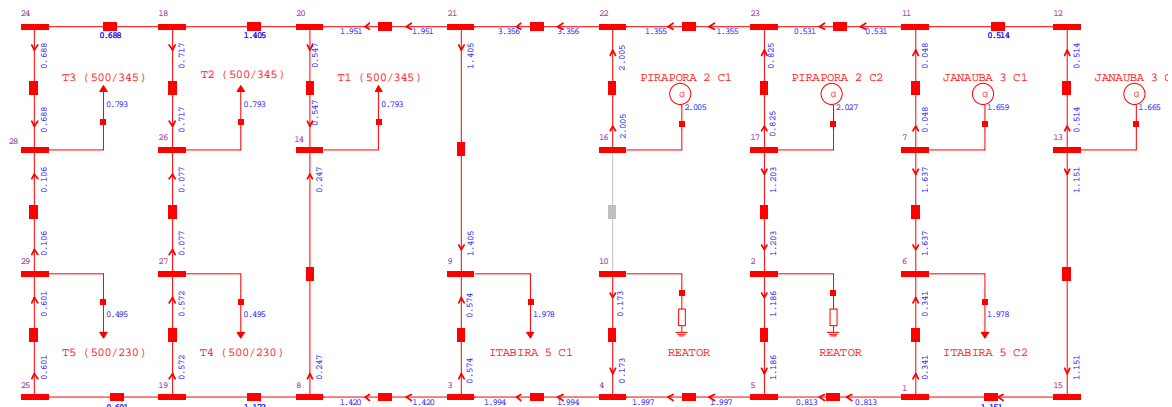 24 18 20 21 22 23 11 12
0.688 1.405 1.951 1.951 3.356 3.356 1.355 1.355 0.531 0.531 0.514
0.688 0.717 0.547 1.405 2.005 0.825 0.048 0.514
T3 (500/345) T2 (500/345) T1 (500/345) PIRAPORA 2 C1 PIRAPORA 2 C2 JANAUBA 3 C1 JANAUBA 3 C
G G G G
0.793 0.793 0.793 2.005 2.027 1.659 1.665
0.688 0.717 0.547 2.005 0.825 0.048 0.514
28 26 14 16 17 7 13
0.106 0.077 0.247 1.203 1.637 1.151
0.106 0.077 1.405 1.203 1.637
29 27 9 10 2 6
0.601 0.572 0.574 0.173 1.186 0.341
0.495 0.495 1.978 1.978
T5 (500/230) T4 (500/230) ITABIRA 5 C1 REATOR REATOR ITABIRA 5 C2
0.601 0.572 0.247 0.574 0.173 1.186 0.341 1.151
25 19 8 3 4 5 1 15
1.420 1.420 1.994 1.994 1.997 1.997 0.813 0.813 1.151